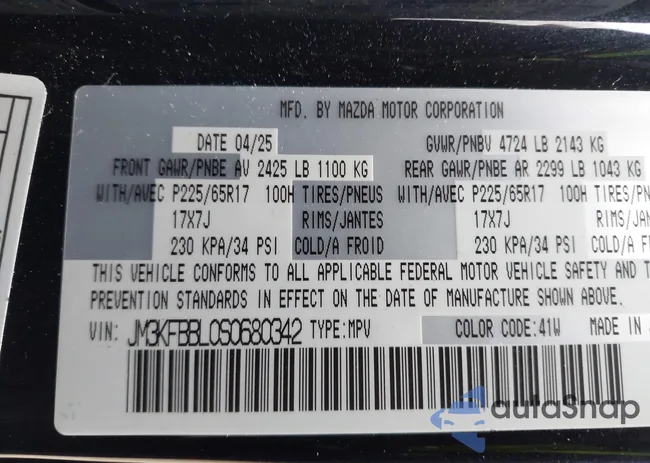 MFD. BY MAZDA MOTOR CORPORATION
DATE 04/25 GVWR/PNBV 4724 LB 2143 KG
FRONT GAWR/PNBE AV 2425 LB 1100 KG REAR GAWR/PNBE AR 2299 LB 1043 KG
WITH/AVEC P225/65R17 100H TIRES/PNEUS WITH/AVEC P225/65R17 100H TIRES/PN
17X7J RIMS/JANTES 17X7J RIMS/JA
230 KPA/34 PSI COLD/A FROID 230 KPA/34 PSI COLD/A
THIS VEHICLE CONFORMS TO ALL APPLICABLE FEDERAL MOTOR VEHICLE SAFETY AND T
PREVENTION STANDARDS IN EFFECT ON THE DATE OF MANUFACTURE SHOWN ABOVE.
VIN: JM3KFBBL0S0680342 TYPE:MPV COLOR CODE:41W MADE IN
autoSnap